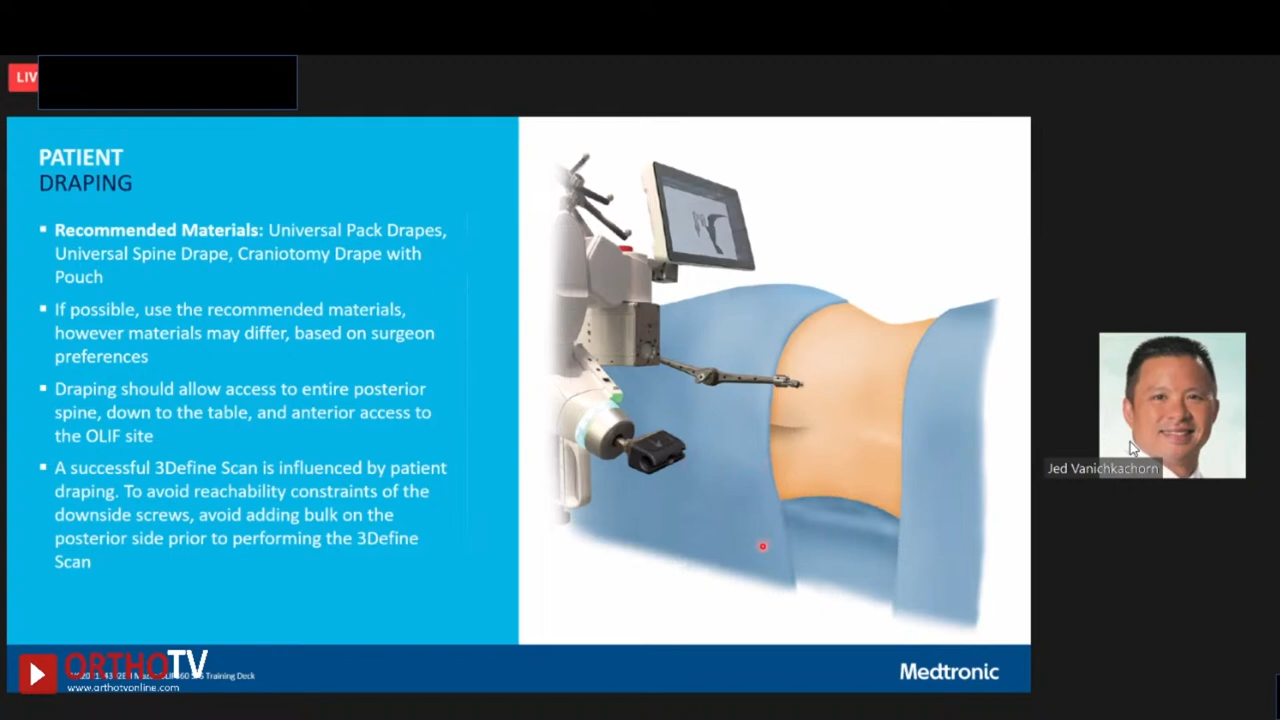 LIV
PATIENT
DRAPING
▪ Recommended Materials: Universal Pack Drapes,
Universal Spine Drape, Craniotomy Drape with
Pouch
▪ If possible, use the recommended materials,
however materials may differ, based on surgeon
preferences
▪ Draping should allow access to entire posterior
spine, down to the table, and anterior access to
the OLIF site
▪ A successful 3Define Scan is influenced by patient
draping. To avoid reachability constraints of the
downside screws, avoid adding bulk on the
posterior side prior to performing the 3Define
Scan
Jed Vanichkachorn
ORTHOTV
Training Deck
www.orthotvonline.com
Medtronic